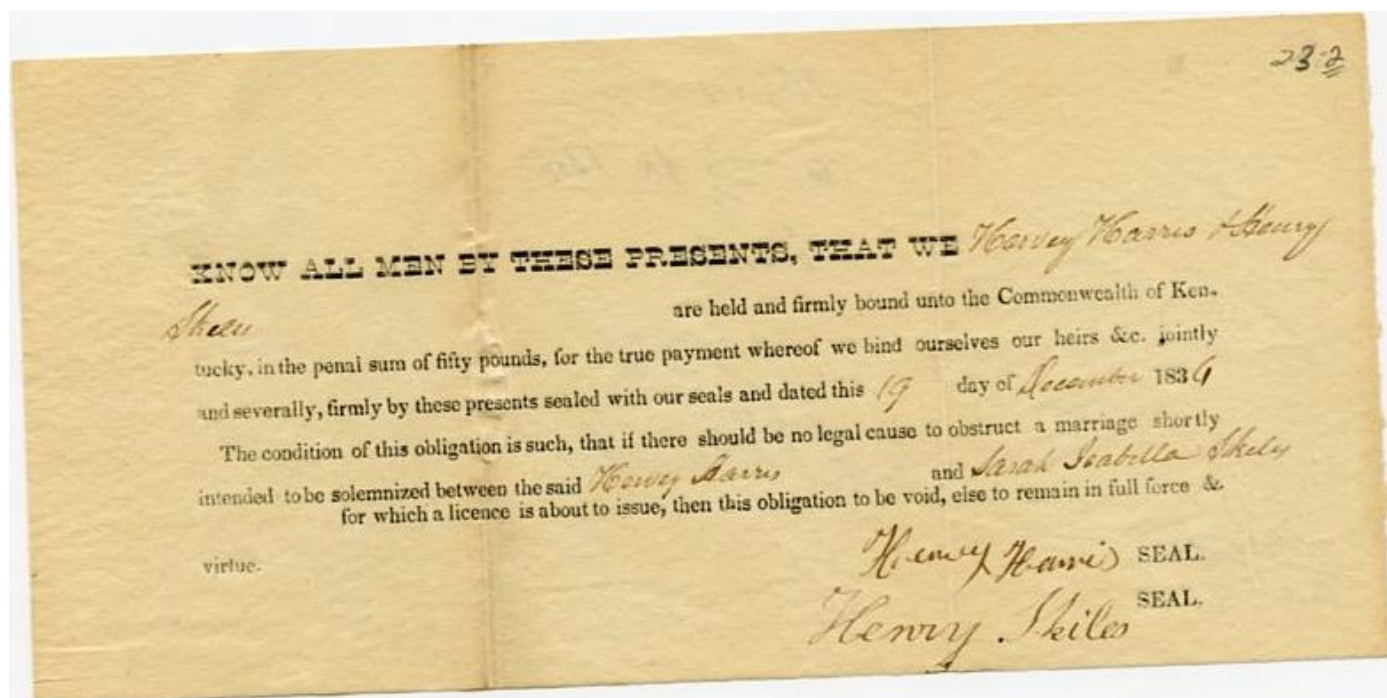 23-2
KNOW ALL MEN BY THESE PRESENTS, THAT WE Hervey Harris & Henry
Skiles are held and firmly bound unto the Commonwealth of Ken-
tucky, in the penal sum of fifty pounds, for the true payment whereof we bind ourselves our heirs &c. jointly
and severally, firmly by these presents sealed with our seals and dated this 19 day of December 1836
The condition of this obligation is such, that if there should be no legal cause to obstruct a marriage shortly
intended to be solemnized between the said Hervey Harris and Sarah Isabella Skiles
for which a licence is about to issue, then this obligation to be void, else to remain in full force &
virtue.
Hervey Harris SEAL.
Henry Skiles SEAL.